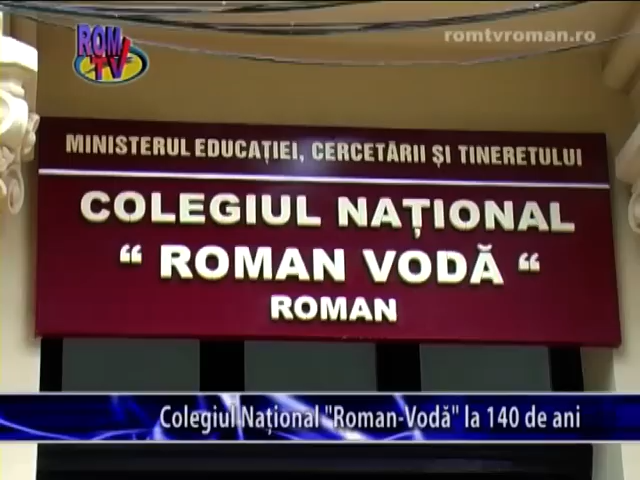 ROM TV
romtvroman.ro
MINISTERUL EDUCAȚIEI, CERCETĂRII ȘI TINERETULUI
COLEGIUL NAȚIONAL
“ ROMAN VODĂ “
ROMAN
Colegiul Național "Roman-Vodă" la 140 de ani